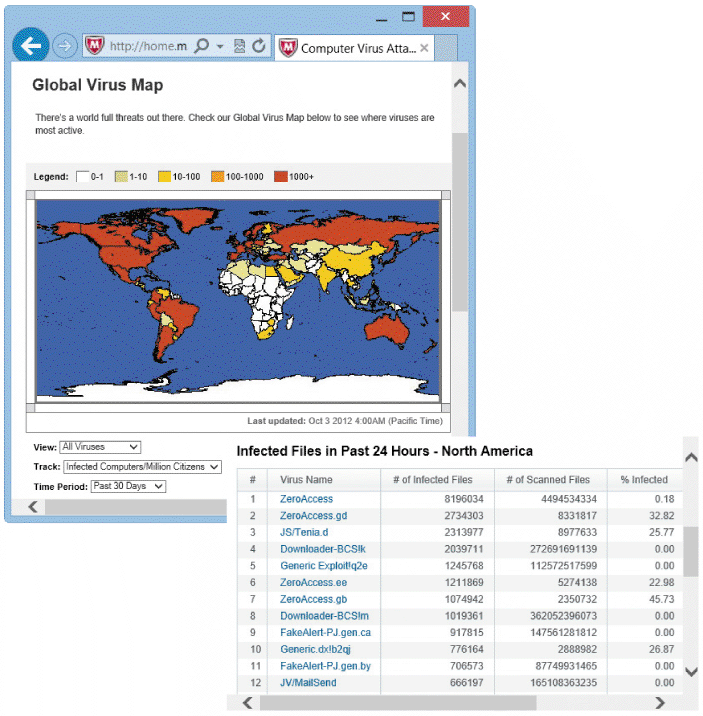 http://home.m
Computer Virus Atta...
Global Virus Map
There's a world full threats out there. Check our Global Virus Map below to see where viruses are
most active.
Legend: 0-1 1-10 10-100 100-1000 1000+
Last updated: Oct 3 2012 4:00AM (Pacific Time)
View: All Viruses
Track: Infected Computers/Million Citizens
Time Period: Past 30 Days
Infected Files in Past 24 Hours - North America
# Virus Name # of Infected Files # of Scanned Files % Infected
1 ZeroAccess 8196034 4494534334 0.18
2 ZeroAccess.gd 2734303 8331817 32.82
3 JS/Tenia.d 2313977 8977633 25.77
4 Downloader-BCS!k 2039711 272691691139 0.00
5 Generic Exploit!q2e 1245768 112572517599 0.00
6 ZeroAccess.ee 1211869 5274138 22.98
7 ZeroAccess.gb 1074942 2350732 45.73
8 Downloader-BCS!m 1019361 362052396073 0.00
9 FakeAlert-PJ.gen.ca 917815 147561281812 0.00
10 Generic.dx!b2qj 776164 2888982 26.87
11 FakeAlert-PJ.gen.by 706573 87749931465 0.00
12 JV/MailSend 666197 165108363235 0.00